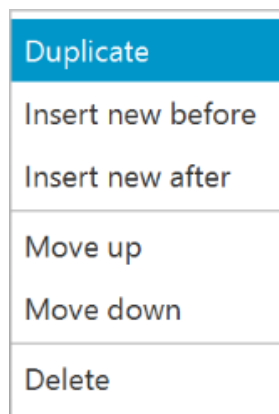 Duplicate
Insert new before
Insert new after
Move up
Move down
Delete